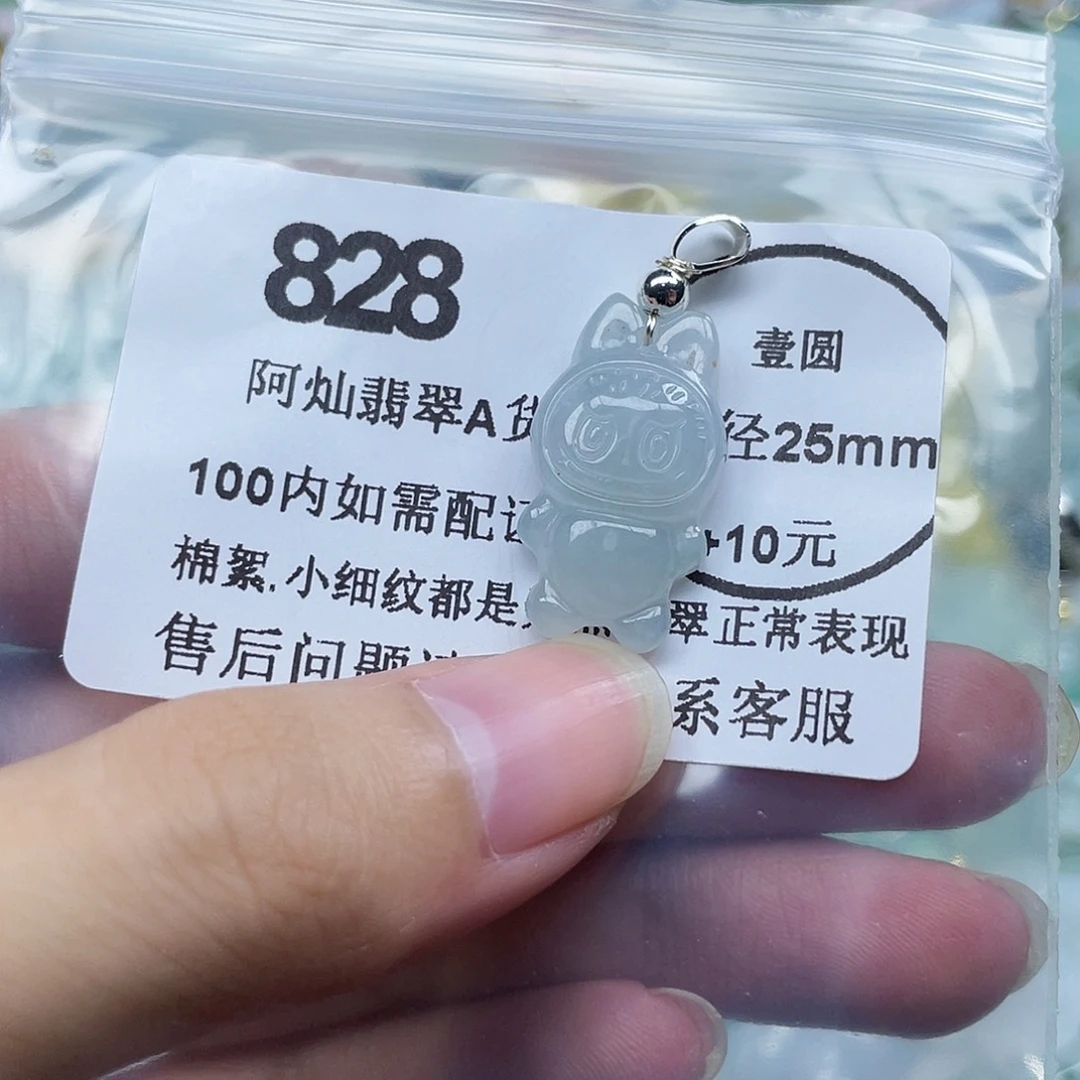 828
壹圆
阿灿翡翠A货 径25mm
100内如需配证 +10元
棉絮.小细纹都是 翠正常表现
售后问题 系客服